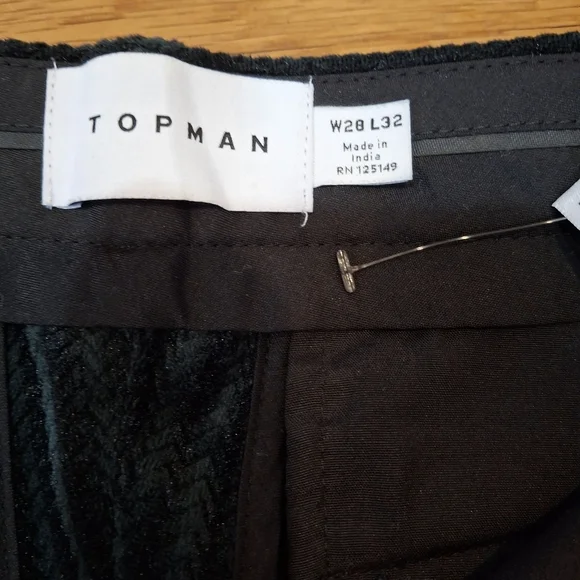 TOPMAN
W28 L32
Made in
India
RN 125149